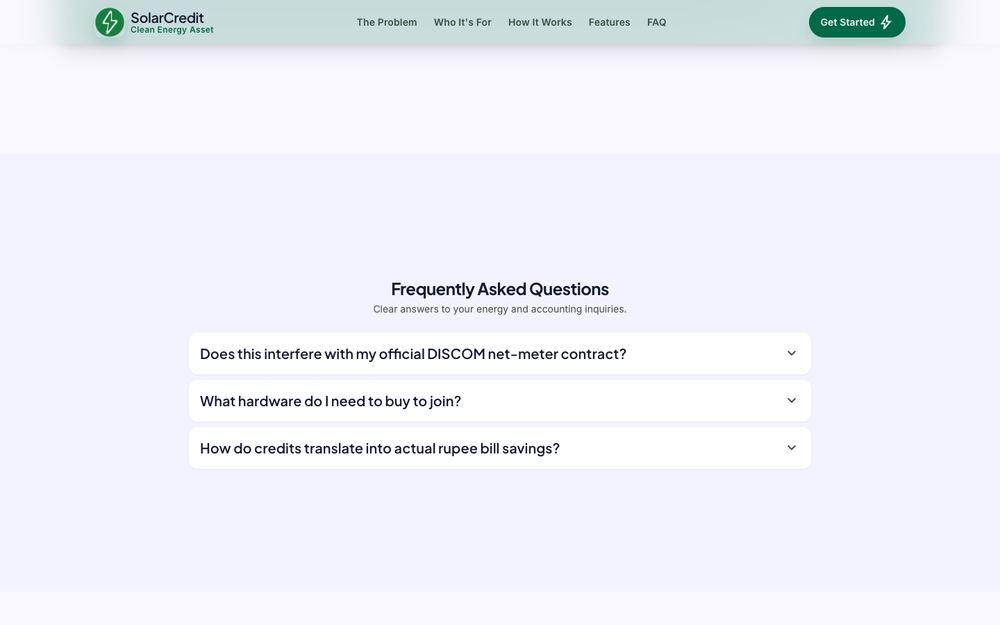 SolarCredit
Clean Energy Asset
The Problem
Who It's For
How It Works
Features
FAQ
Get Started
Frequently Asked Questions
Clear answers to your energy and accounting inquiries.
Does this interfere with my official DISCOM net-meter contract?
What hardware do I need to buy to join?
How do credits translate into actual rupee bill savings?